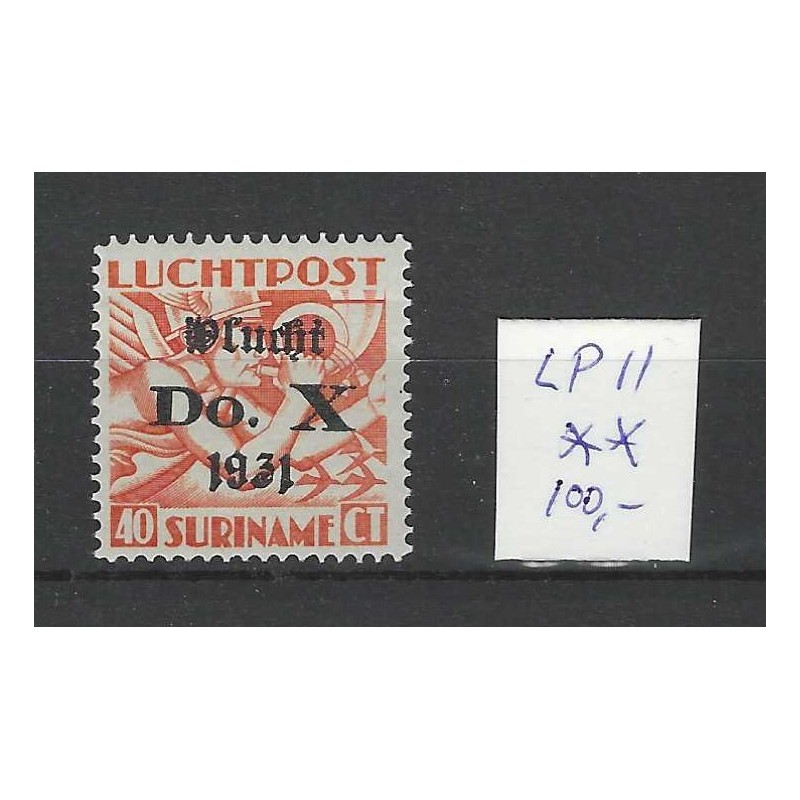 LUCHTPOST
Vlucht
Do. X
1931
40 SURINAME CT
LP 11
**
100,-